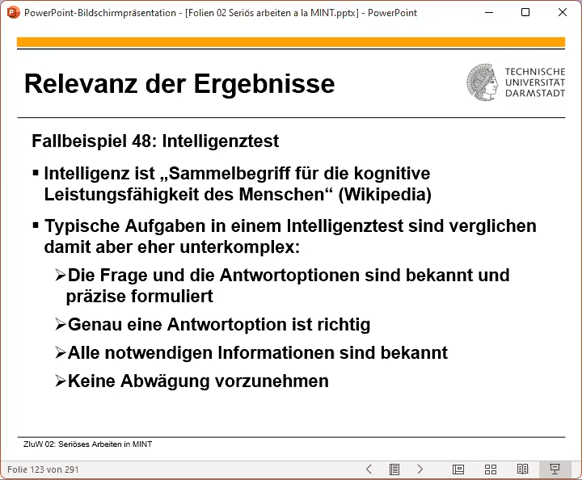 PowerPoint-Bildschirmpräsentation - [Folien 02 Seriös arbeiten a la MINT.pptx] - PowerPoint
Relevanz der Ergebnisse
TECHNISCHE
UNIVERSITÄT
DARMSTADT
Fallbeispiel 48: Intelligenztest
▪ Intelligenz ist „Sammelbegriff für die kognitive
Leistungsfähigkeit des Menschen“ (Wikipedia)
▪ Typische Aufgaben in einem Intelligenztest sind verglichen
damit aber eher unterkomplex:
➢Die Frage und die Antwortoptionen sind bekannt und
präzise formuliert
➢Genau eine Antwortoption ist richtig
➢Alle notwendigen Informationen sind bekannt
➢Keine Abwägung vorzunehmen
ZIuW 02: Seriöses Arbeiten in MINT
Folie 123 von 291